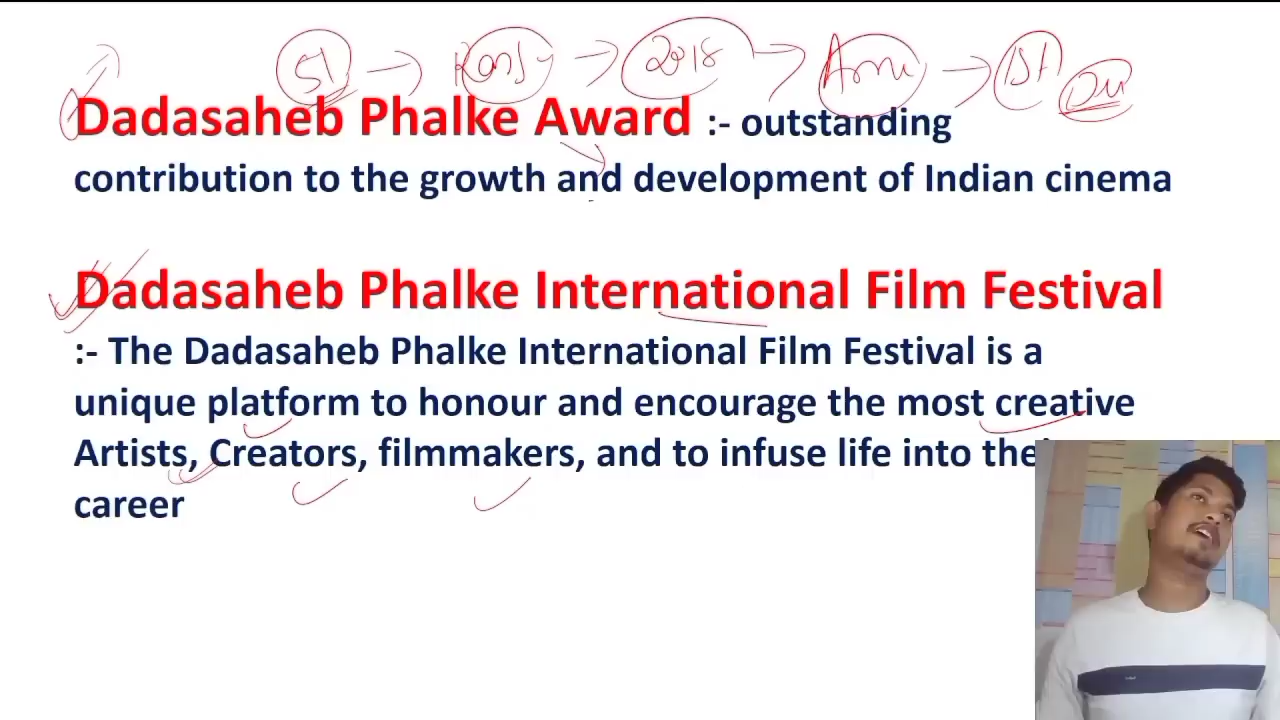 51 → → 2018 → →
Dadasaheb Phalke Award :- outstanding
contribution to the growth and development of Indian cinema
Dadasaheb Phalke International Film Festival
:- The Dadasaheb Phalke International Film Festival is a
unique platform to honour and encourage the most creative
Artists, Creators, filmmakers, and to infuse life into
career